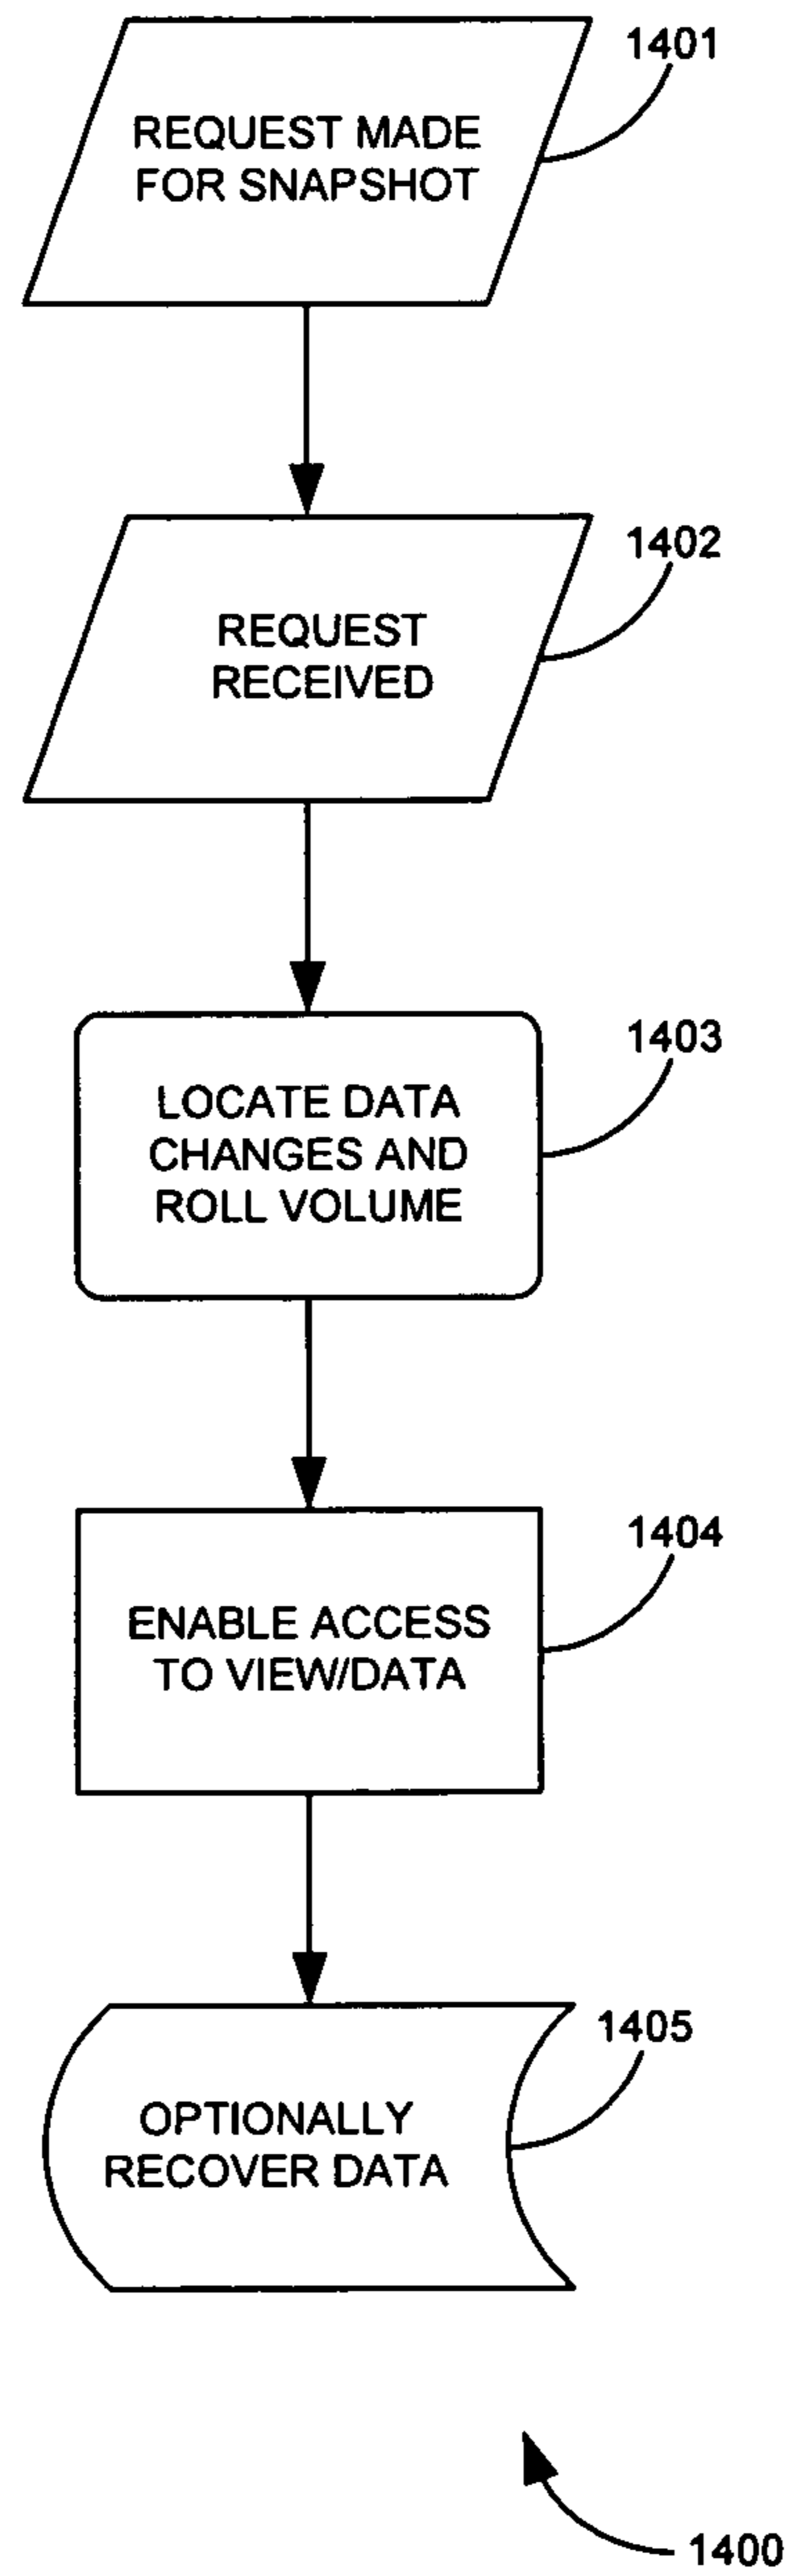 1401
REQUEST MADE
FOR SNAPSHOT
1402
REQUEST
RECEIVED
1403
LOCATE DATA
CHANGES AND
ROLL VOLUME
1404
ENABLE ACCESS
TO VIEW/DATA
1405
OPTIONALLY
RECOVER DATA
1400